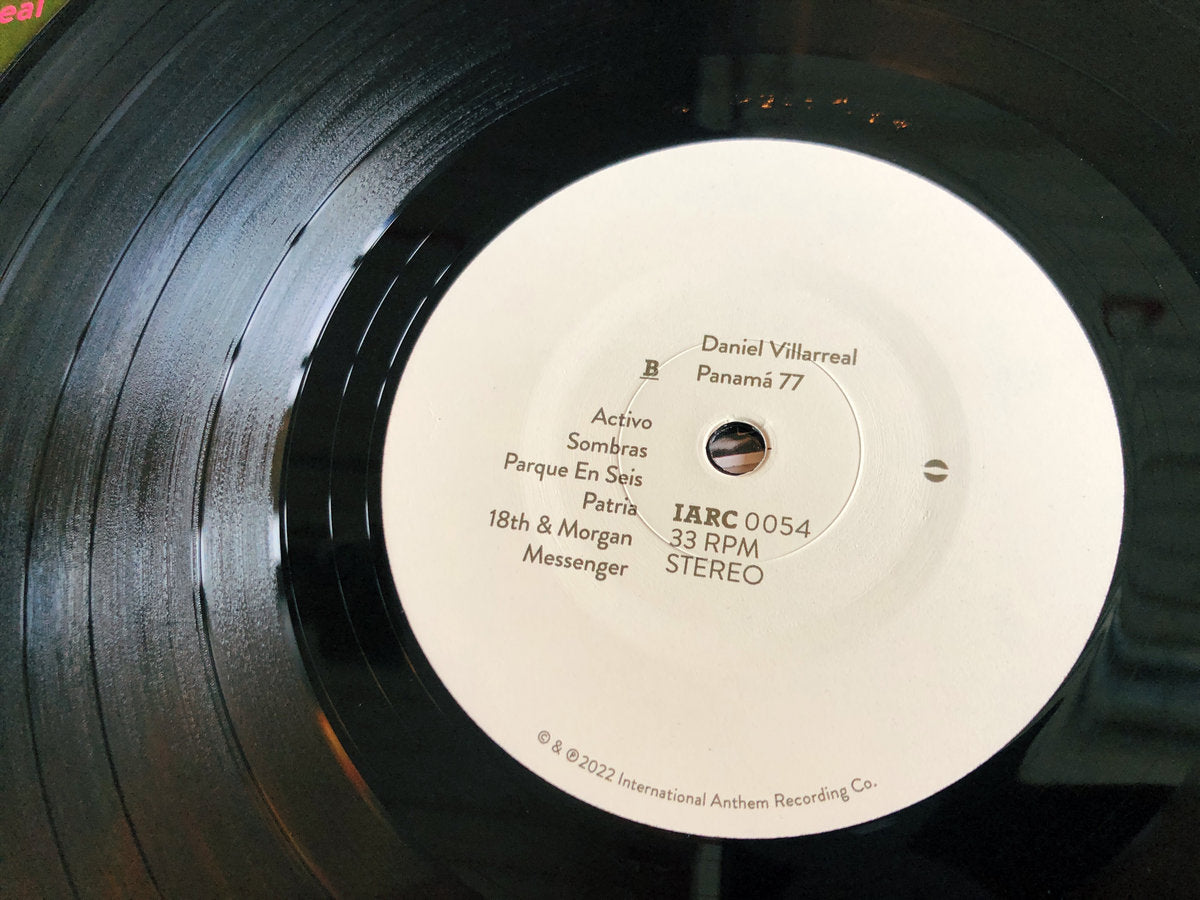 eal
Daniel Villarreal
Panamá 77
B
Activo
Sombras
Parque En Seis
Patria
18th & Morgan
Messenger
IARC 0054
33 RPM
STEREO
© & ℗ 2022 International Anthem Recording Co.